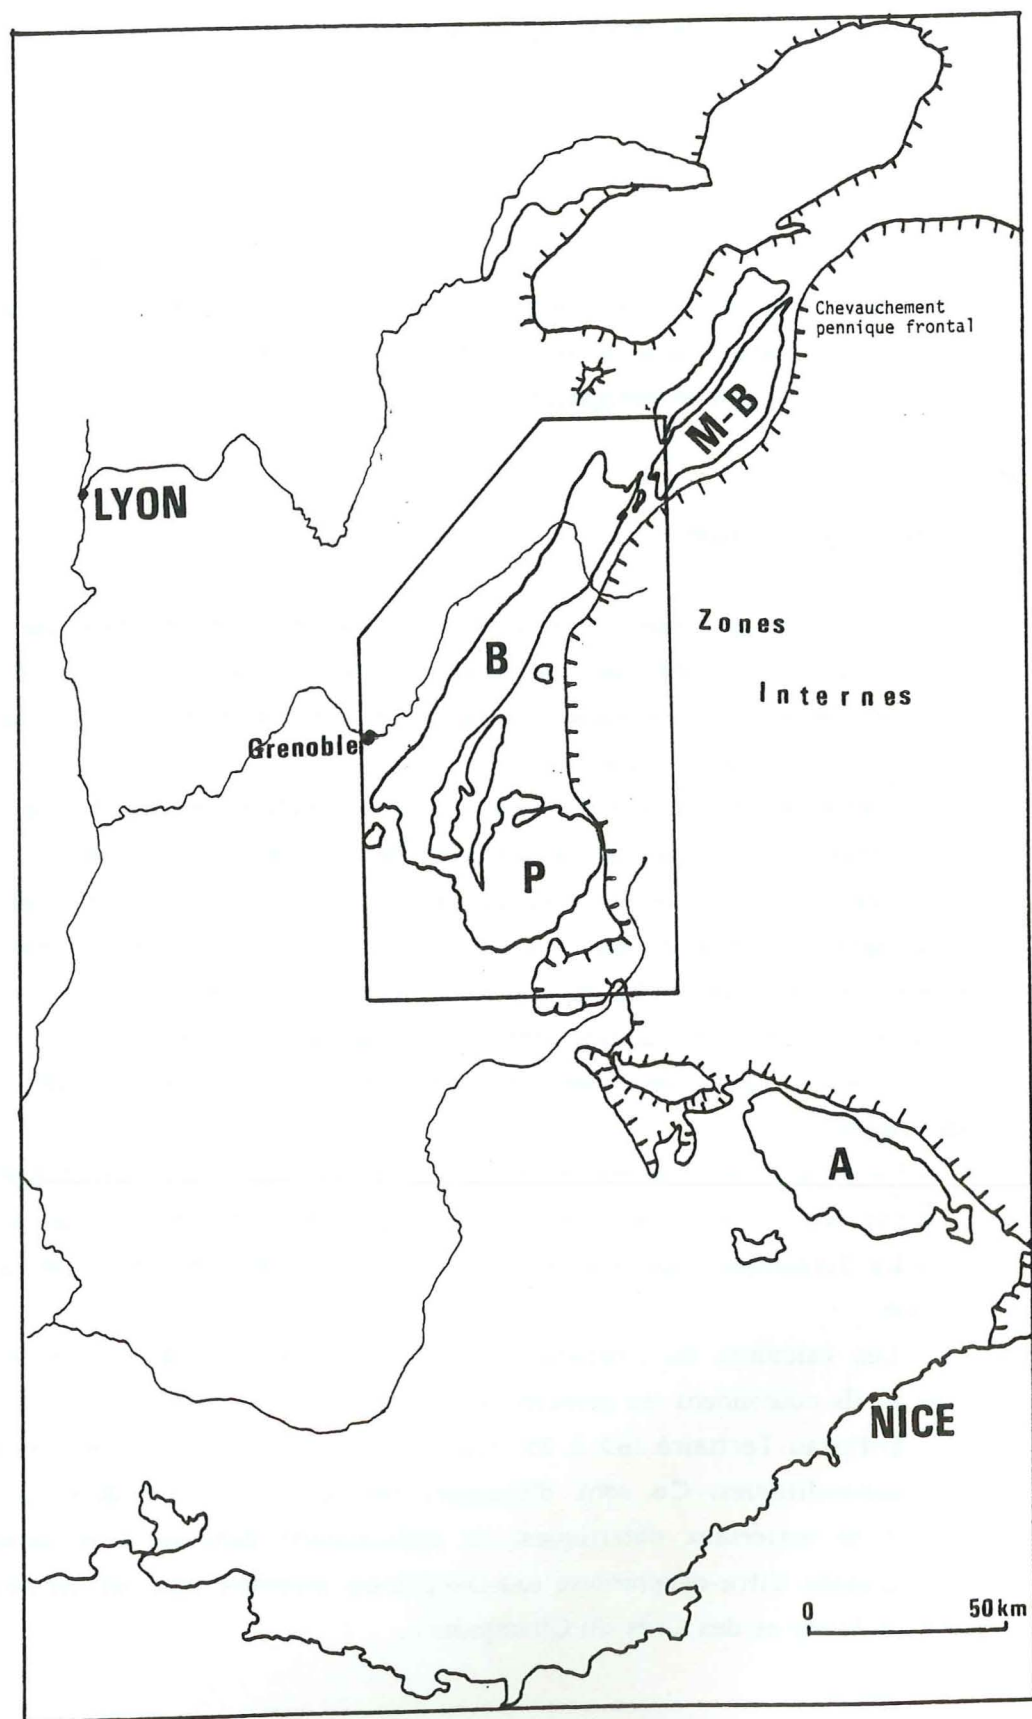 Chevauchement
pennique frontal
M-B
LYON
Zones
B
Internes
Grenoble
P
A
NICE
0 50 km